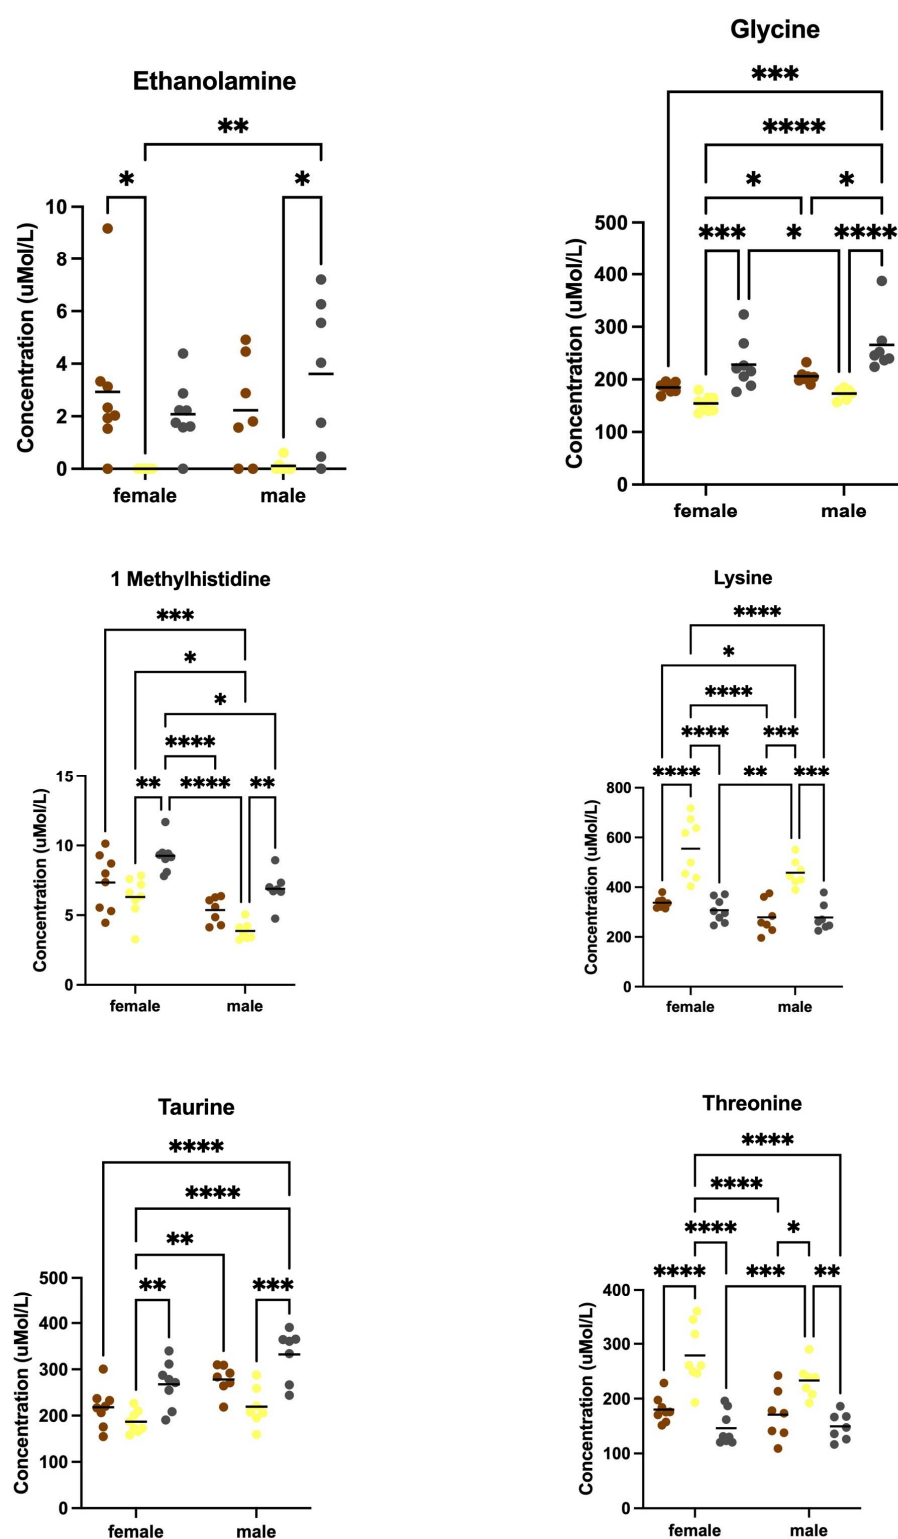 Ethanolamine
**
*
*
Concentration (uMol/L)
10
8
6
4
2
0
female
male
Glycine
***
****
*
*
***
*
****
Concentration (uMol/L)
500
400
300
200
100
0
female
male
1 Methylhistidine
***
*
*
****
**
****
**
Concentration (uMol/L)
15
10
5
0
female
male
Lysine
****
*
****
****
***
****
**
***
Concentration (uMol/L)
800
600
400
200
0
female
male
Taurine
****
****
**
**
***
Concentration (uMol/L)
500
400
300
200
100
0
female
male
Threonine
****
****
****
*
****
***
**
Concentration (uMol/L)
400
300
200
100
0
female
male